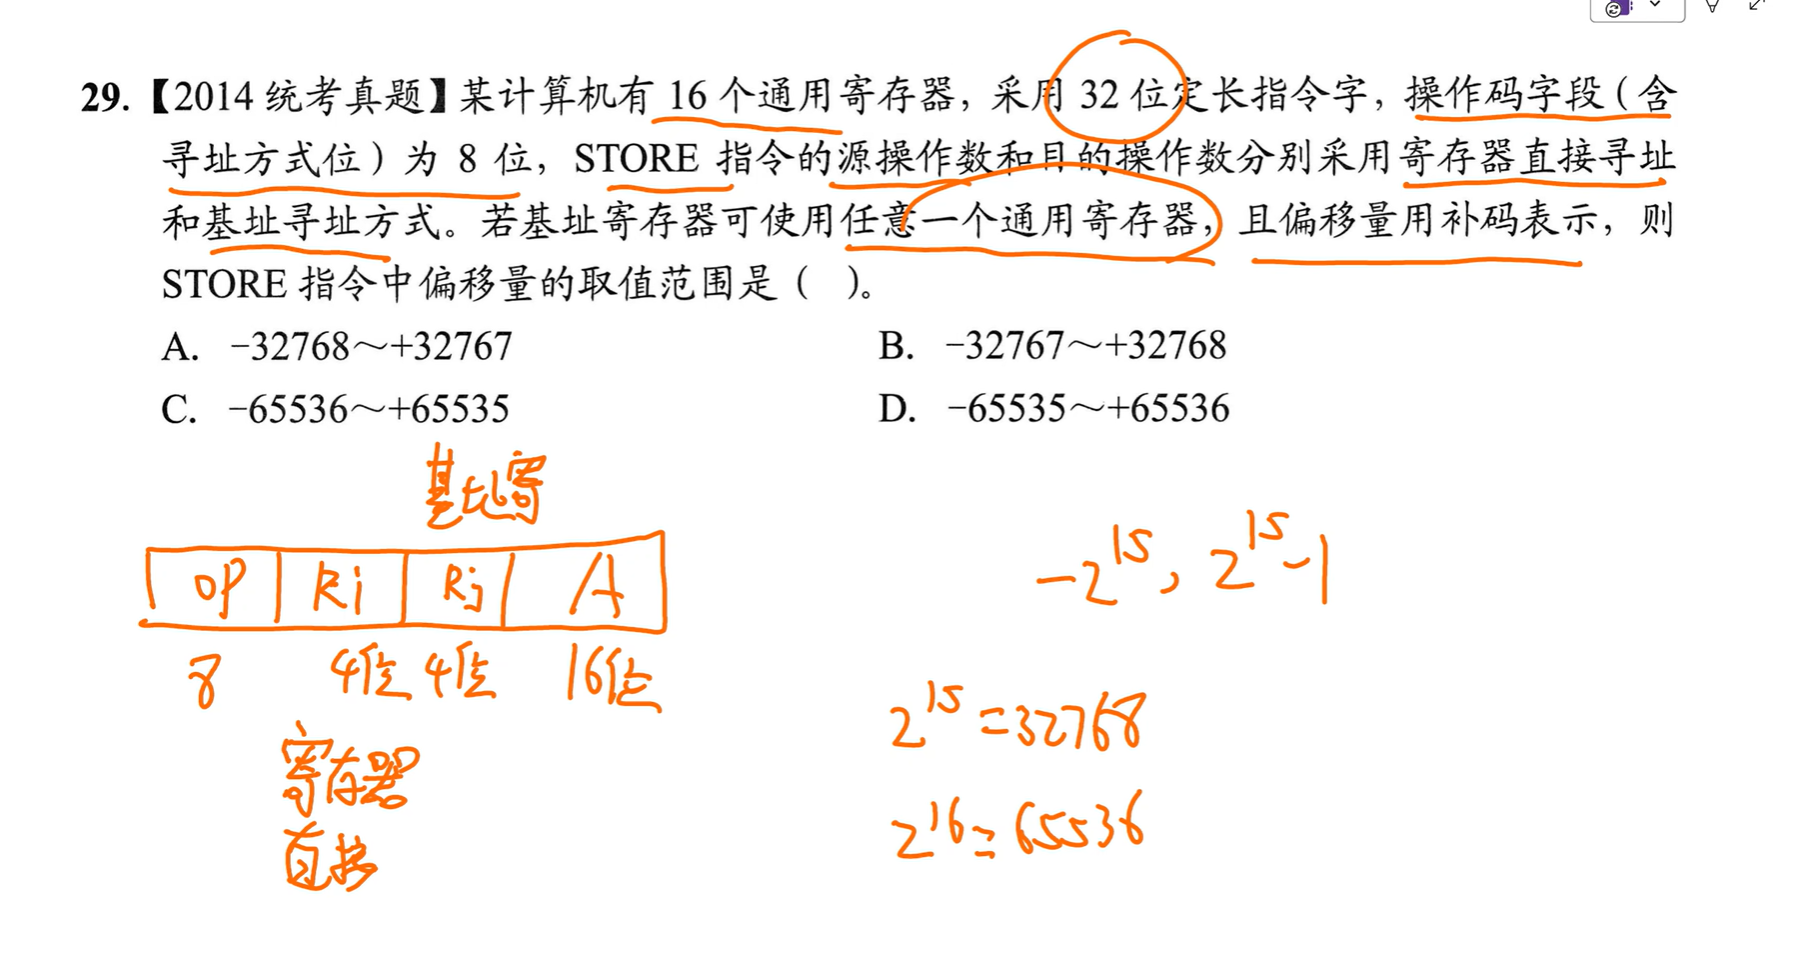 29.【2014 统考真题】某计算机有 16 个通用寄存器，采用 32 位定长指令字，操作码字段（含
寻址方式位）为 8 位，STORE 指令的源操作数和目的操作数分别采用寄存器直接寻址
和基址寻址方式。若基址寄存器可使用任意一个通用寄存器，且偏移量用补码表示，则
STORE 指令中偏移量的取值范围是（ ）。
A. −32768～+32767 B. −32767～+32768
C. −65536～+65535 D. −65535～+65536
基址寄
OP Ri Rj A
8 4位 4位 16位
寄存器
直接
−2^15, 2^15−1
2^15=32768
2^16=65536